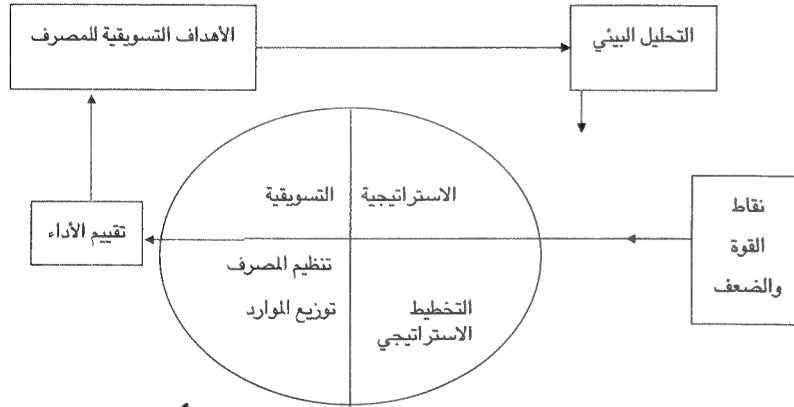 الأهداف التسويقية للمصرف
التحليل البيئي
الاستراتيجية
التسويقية
نقاط
القوة
والضعف
تقييم الأداء
تنظيم المصرف
توزيع الموارد
التخطيط
الاستراتيجي